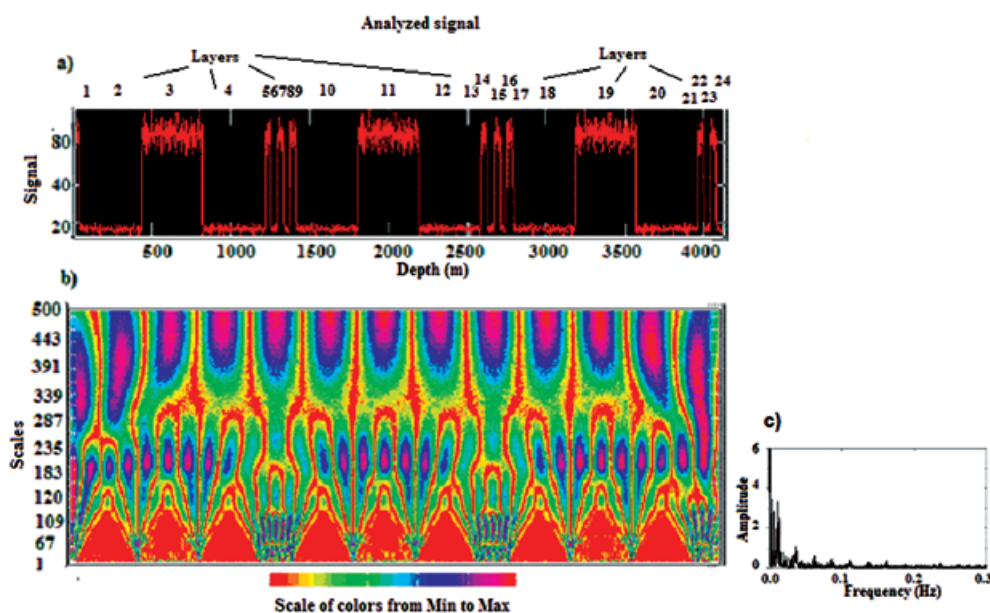 Analyzed signal
a)
Layers
Layers
1 2 3 4 56789 10 11 12 13 14 15 16 17 18 19 20 21 22 23 24
Signal
80
40
20
500 1000 1500 2000 2500 3000 3500 4000
Depth (m)
b)
Scales
500
443
391
339
287
235
183
120
109
67
1
Scale of colors from Min to Max
c)
Amplitude
6
4
2
0
0.0 0.1 0.2 0.3
Frequency (Hz)